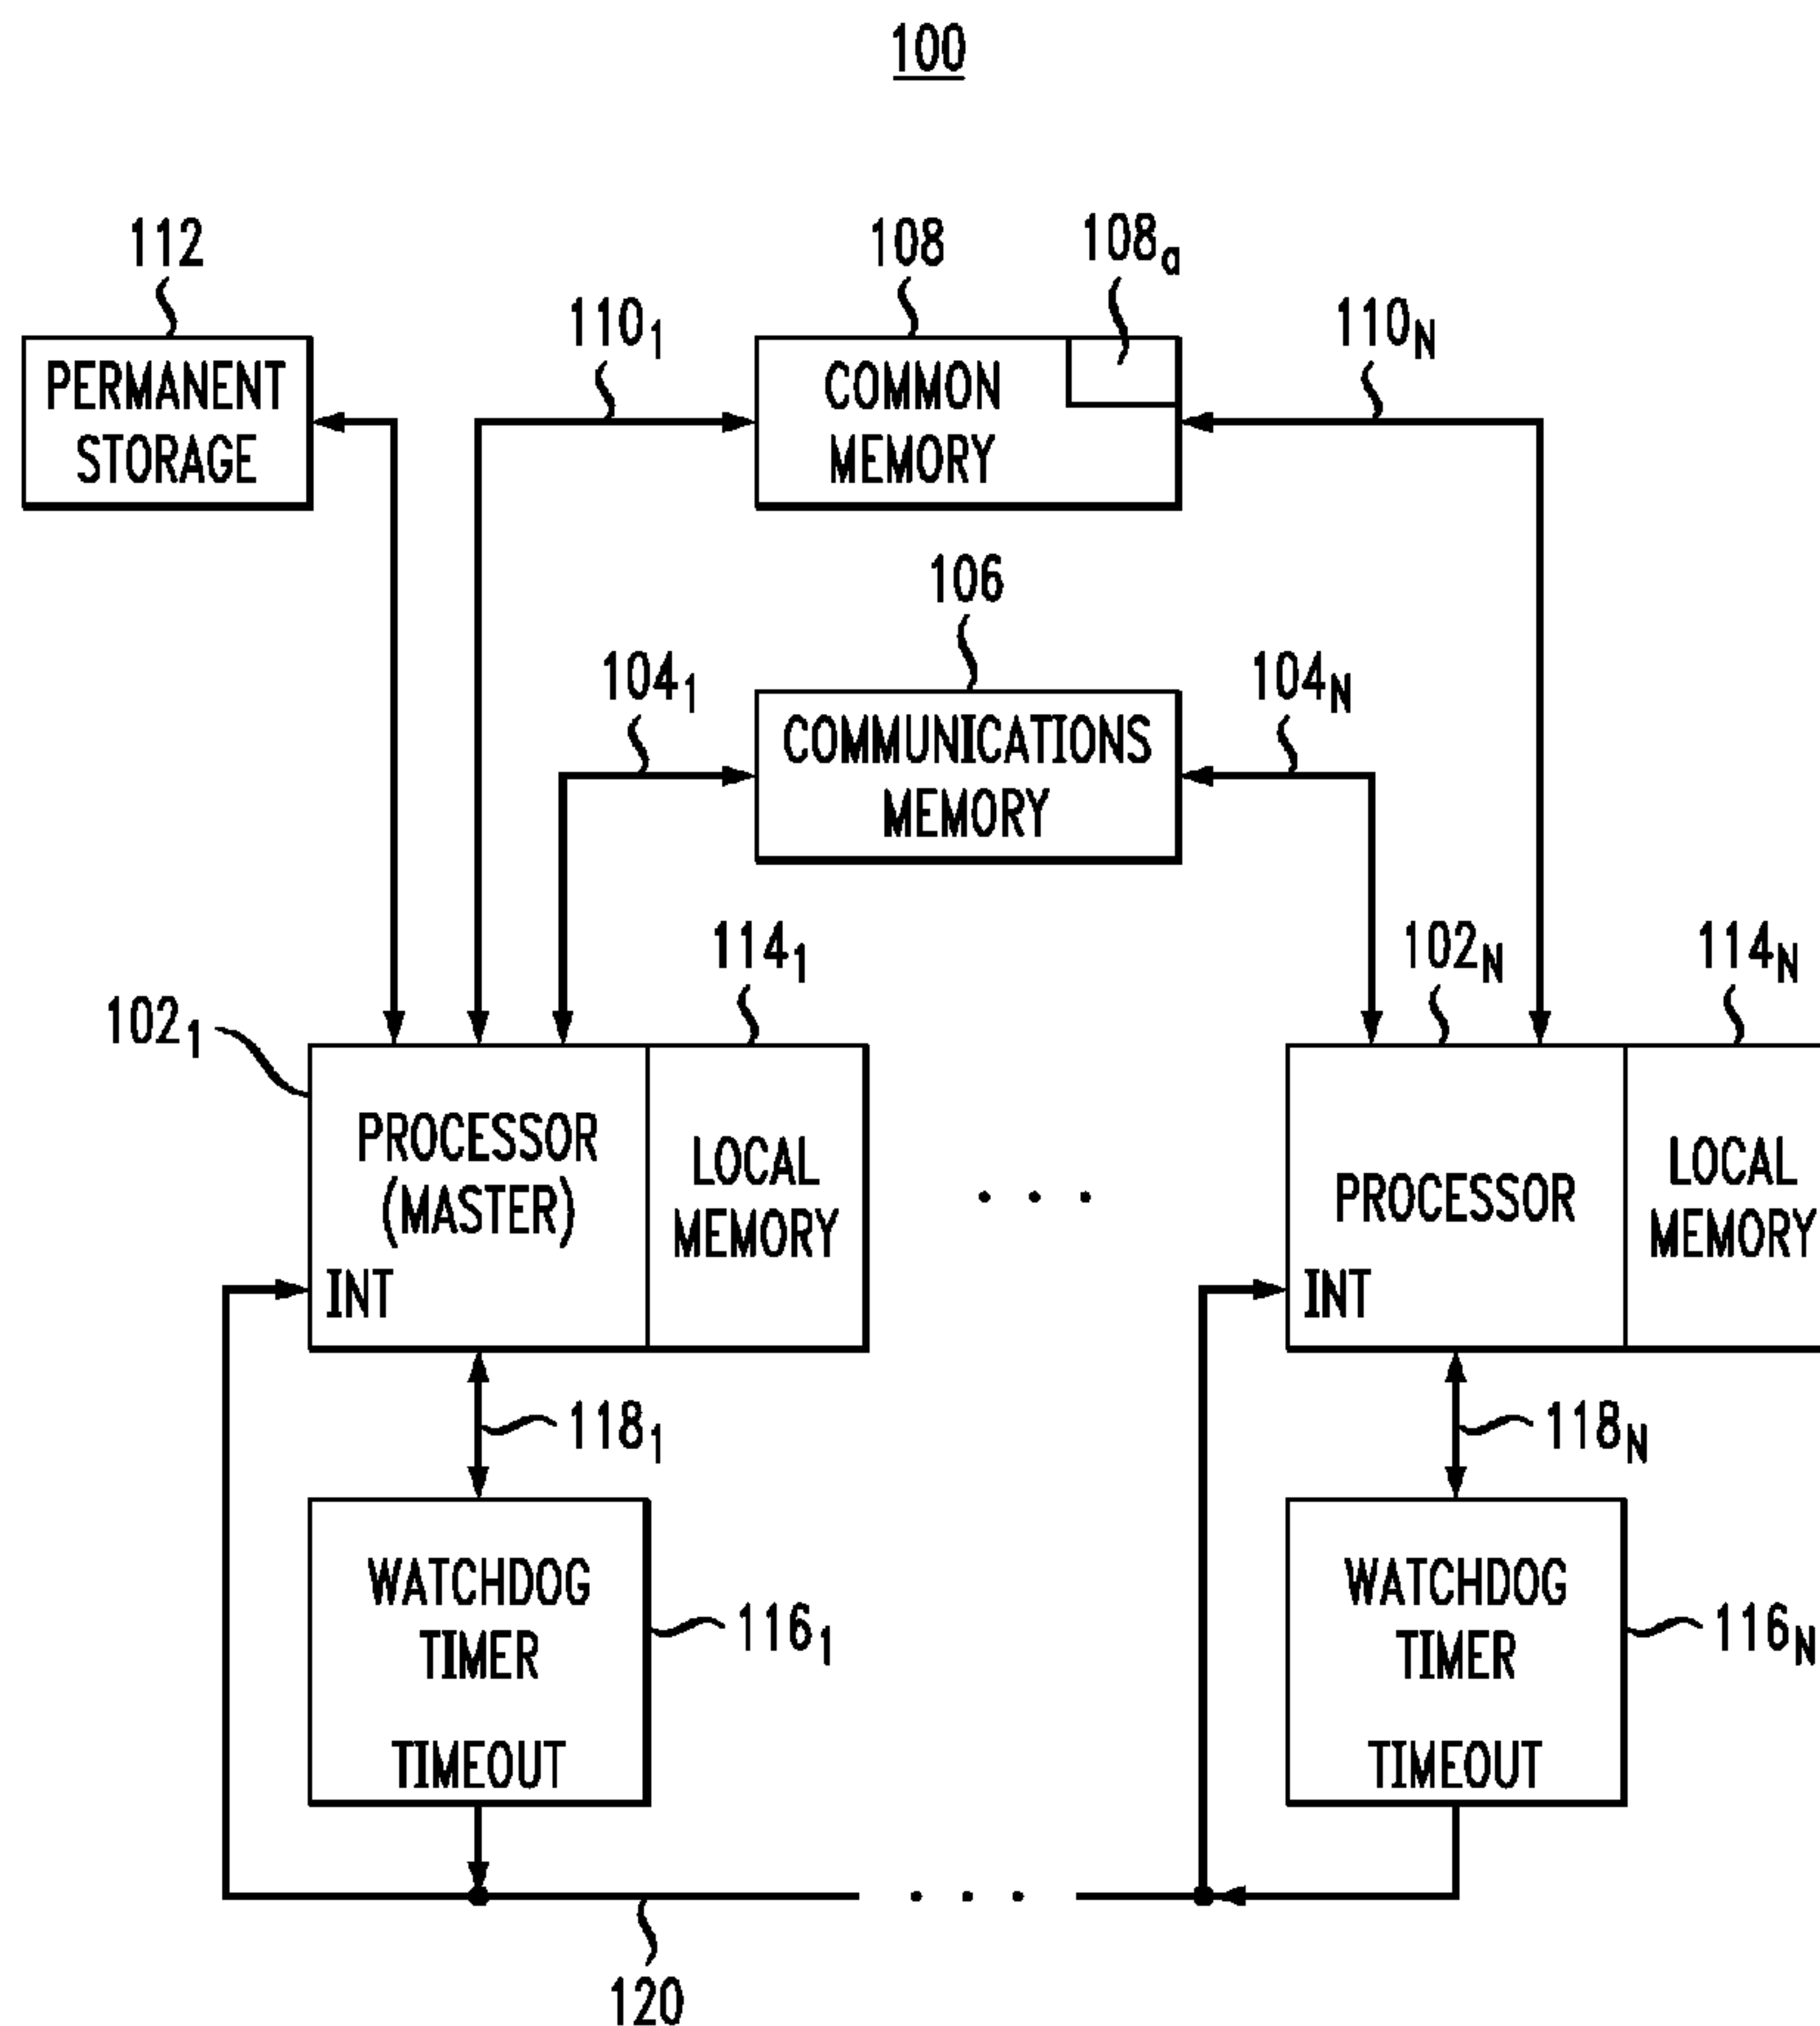 100
112
108
108a
110₁
110N
PERMANENT
STORAGE
COMMON
MEMORY
106
104₁
104N
COMMUNICATIONS
MEMORY
114₁
102N
114N
102₁
PROCESSOR
(MASTER)
INT
LOCAL
MEMORY
. . .
PROCESSOR
INT
LOCAL
MEMORY
118₁
118N
WATCHDOG
TIMER
TIMEOUT
116₁
WATCHDOG
TIMER
TIMEOUT
116N
. . .
120